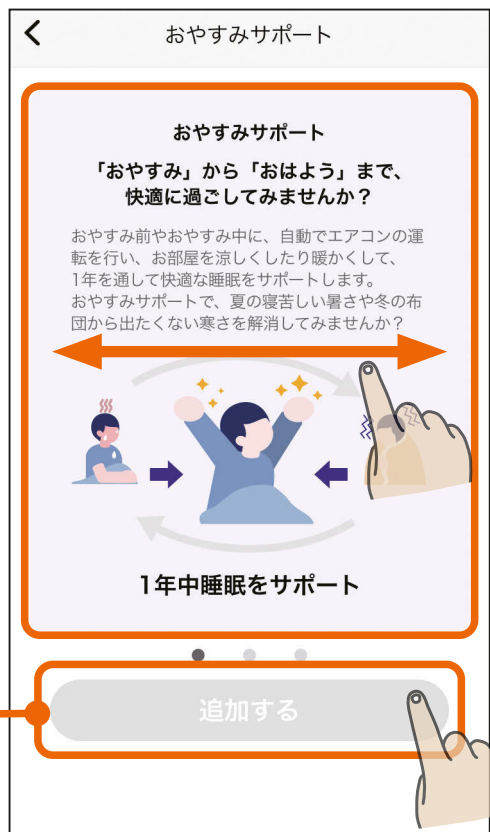 おやすみサポート
おやすみサポート
「おやすみ」から「おはよう」まで、
快適に過ごしてみませんか？
おやすみ前やおやすみ中に、自動でエアコンの運
転を行い、お部屋を涼しくしたり暖かくして、
1年を通して快適な睡眠をサポートします。
おやすみサポートで、夏の寝苦しい暑さや冬の布
団から出たくない寒さを解消してみませんか？
1年中睡眠をサポート
追加する